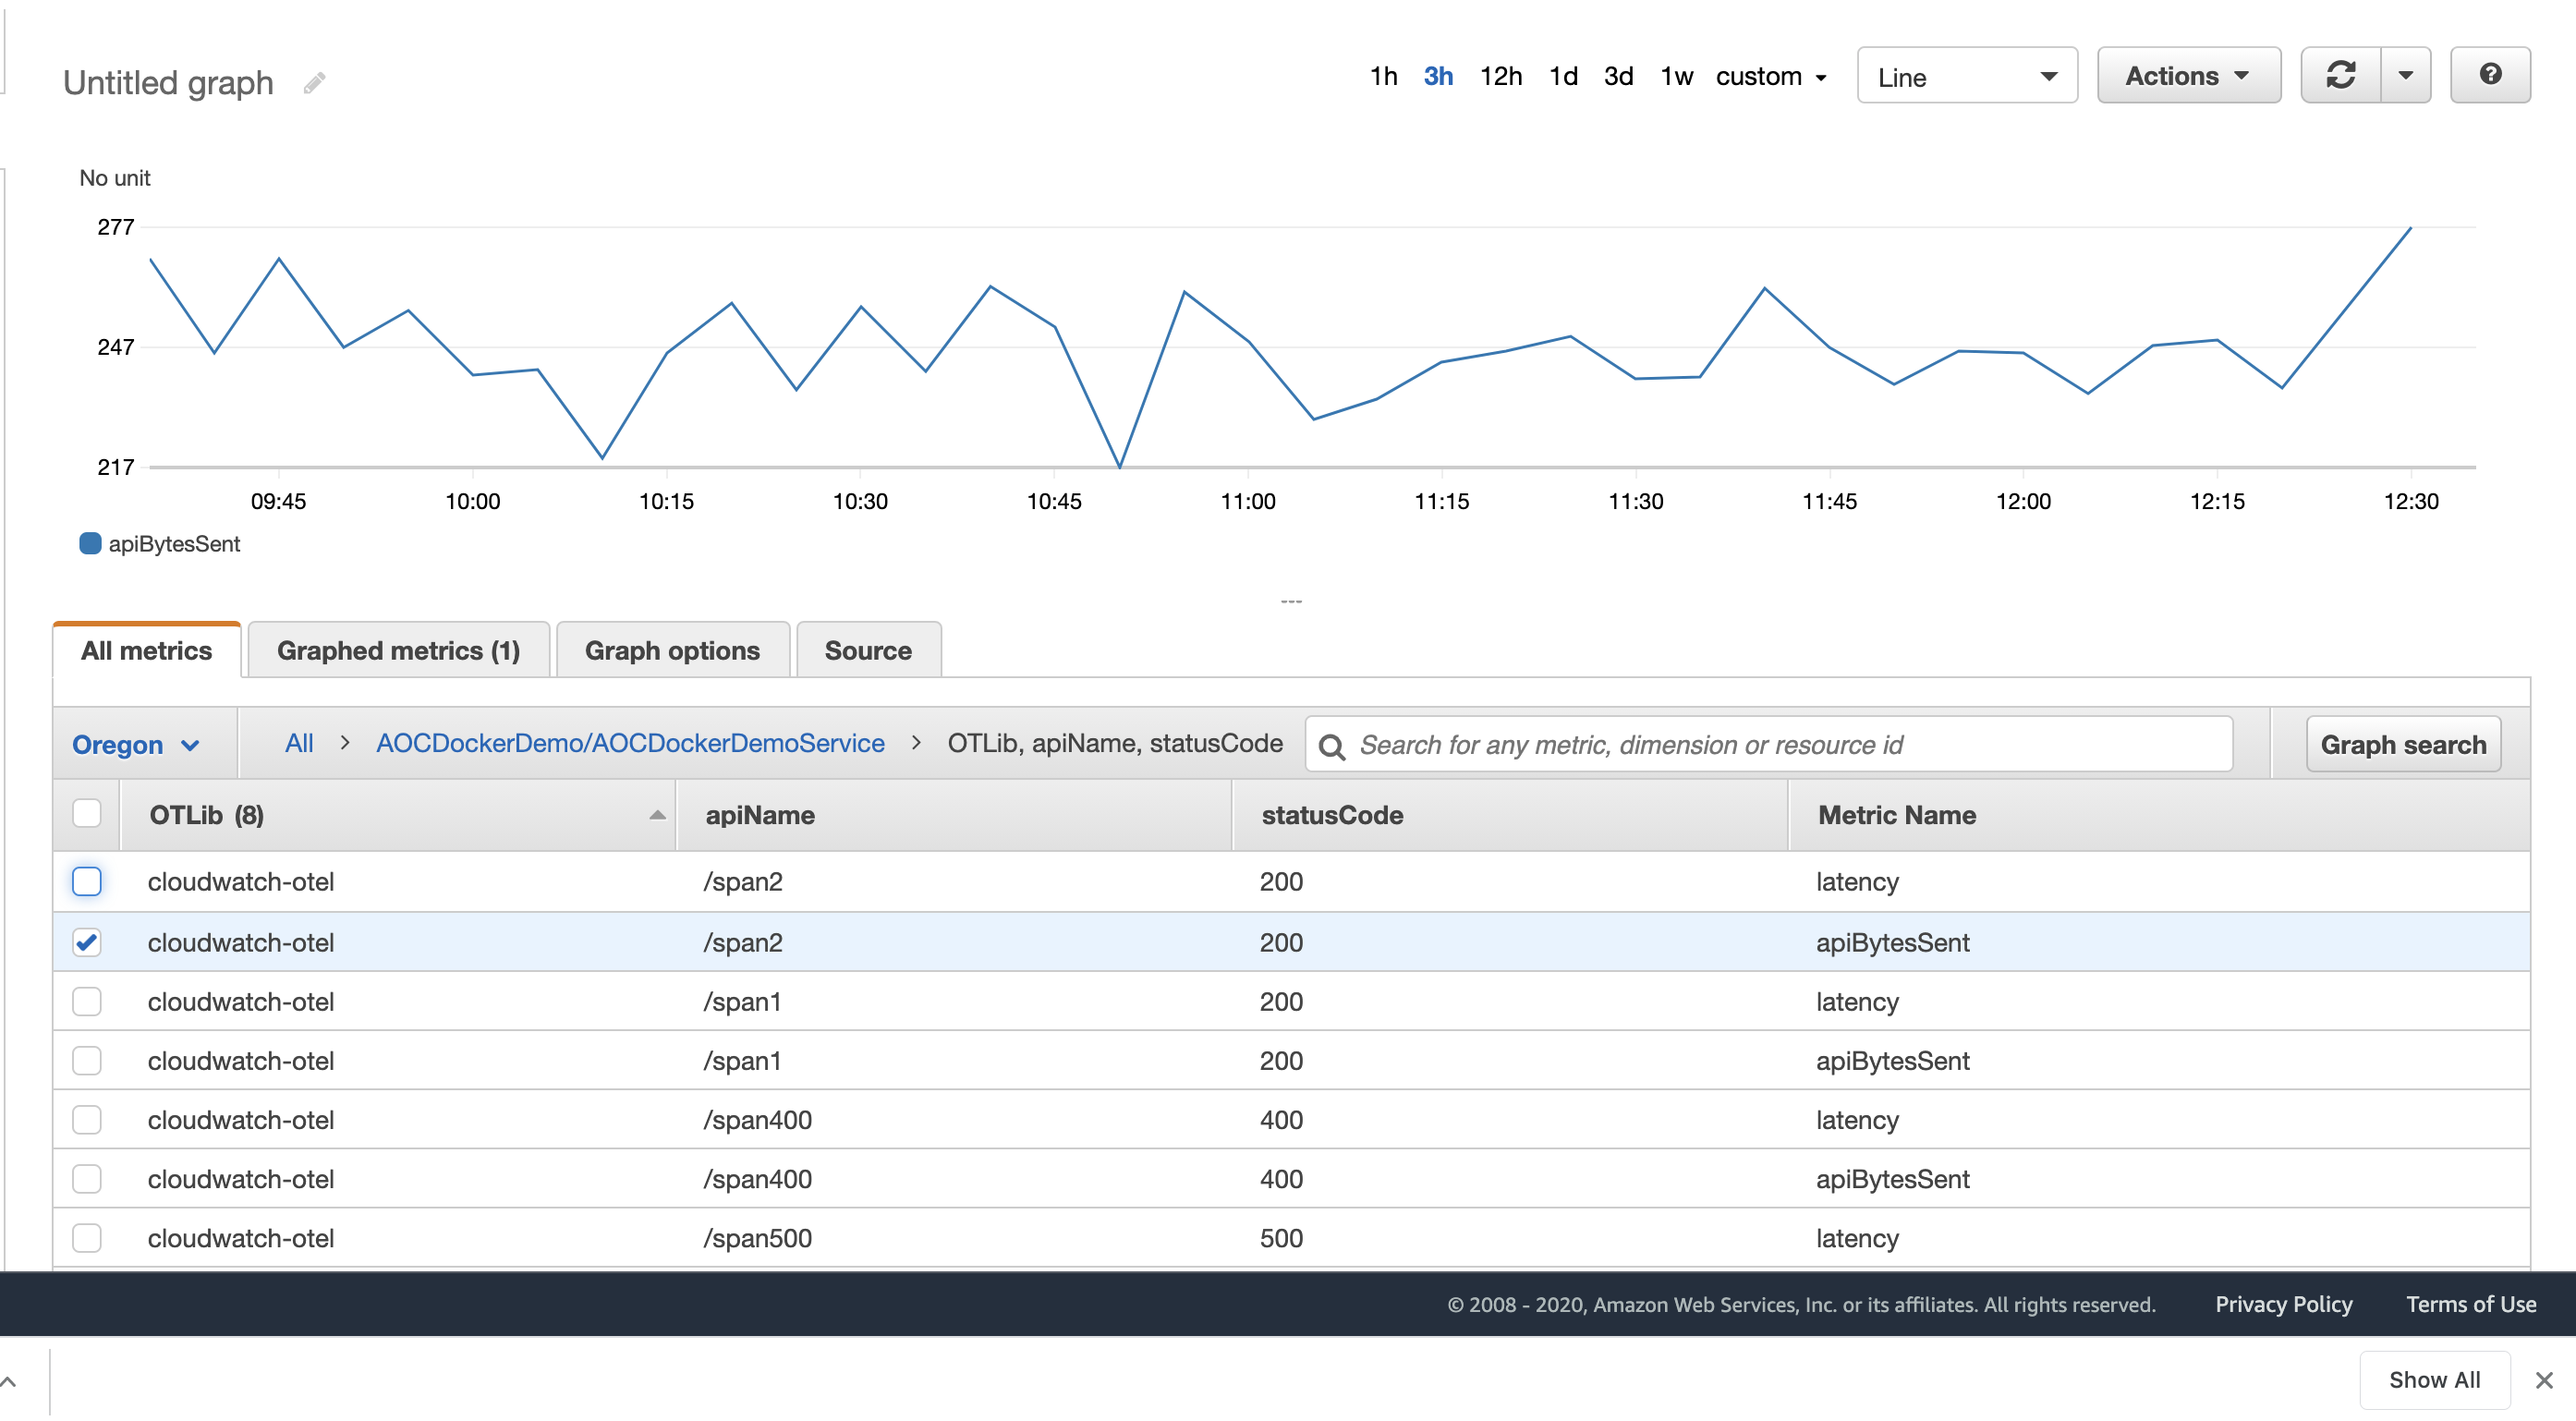 Untitled graph
1h 3h 12h 1d 3d 1w custom Line Actions ?
No unit
277
247
217
09:45 10:00 10:15 10:30 10:45 11:00 11:15 11:30 11:45 12:00 12:15 12:30
apiBytesSent
All metrics Graphed metrics (1) Graph options Source
Oregon All > AOCDockerDemo/AOCDockerDemoService > OTLib, apiName, statusCode Search for any metric, dimension or resource id Graph search
OTLib (8) apiName statusCode Metric Name
cloudwatch-otel /span2 200 latency
cloudwatch-otel /span2 200 apiBytesSent
cloudwatch-otel /span1 200 latency
cloudwatch-otel /span1 200 apiBytesSent
cloudwatch-otel /span400 400 latency
cloudwatch-otel /span400 400 apiBytesSent
cloudwatch-otel /span500 500 latency
© 2008 - 2020, Amazon Web Services, Inc. or its affiliates. All rights reserved. Privacy Policy Terms of Use
Show All